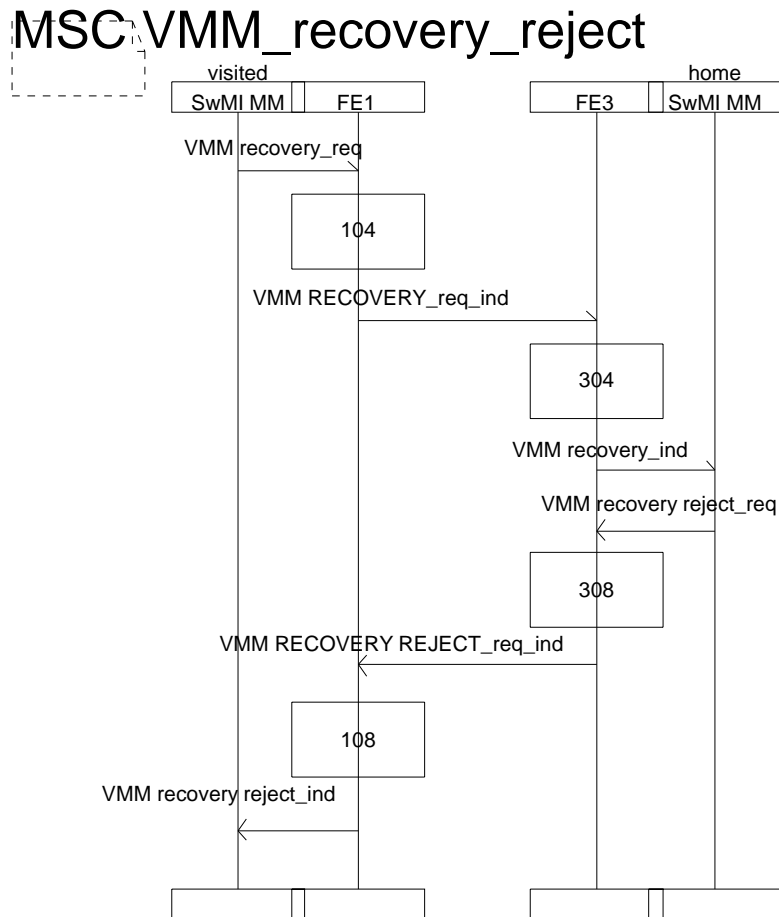 MSC VMM_recovery_reject
visited home
SwMI MM FE1 FE3 SwMI MM
VMM recovery_req
104
VMM RECOVERY_req_ind
304
VMM recovery_ind
VMM recovery reject_req
308
VMM RECOVERY REJECT_req_ind
108
VMM recovery reject_ind